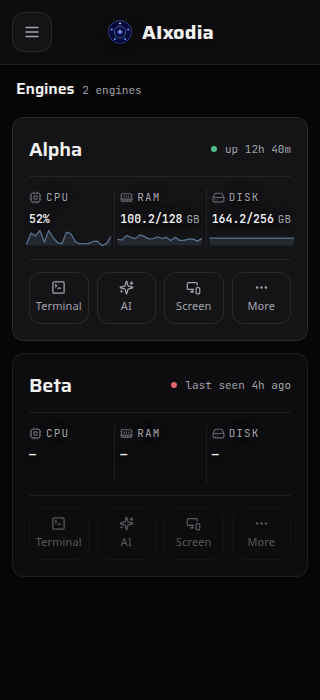 AIxodia
Engines 2 engines
Alpha up 12h 40m
CPU RAM DISK
52% 100.2/128 GB 164.2/256 GB
Terminal AI Screen More
Beta last seen 4h ago
CPU RAM DISK
– – –
Terminal AI Screen More